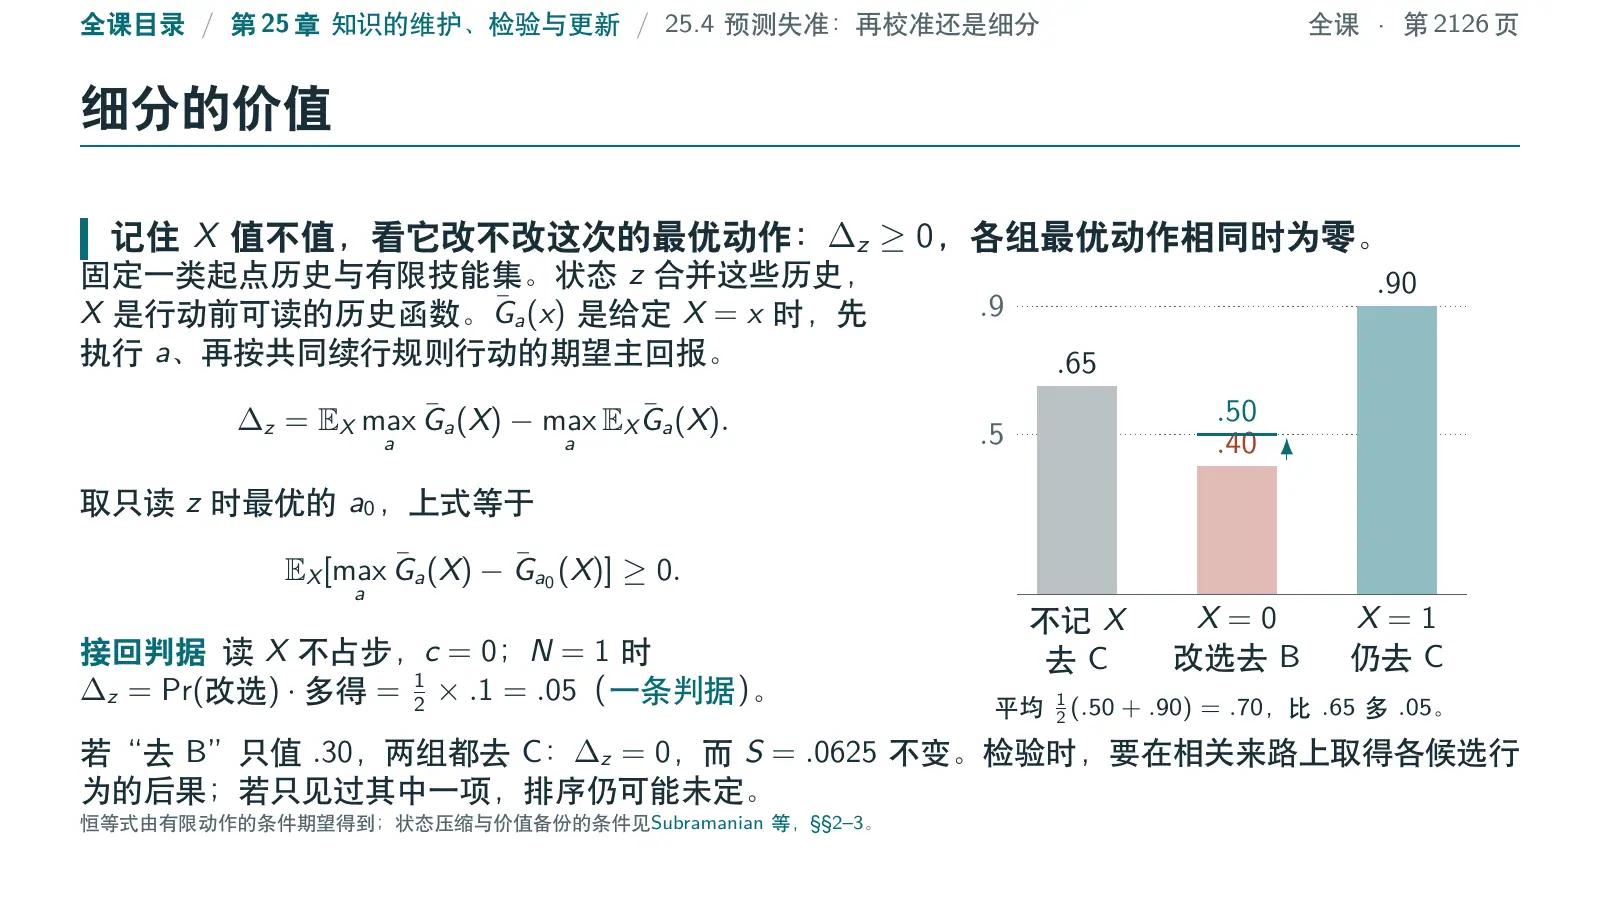 全课目录 / 第 25 章 知识的维护、检验与更新 / 25.4 预测失准：再校准还是细分 全课 · 第 2126 页
细分的价值
记住 X 值不值，看它改不改这次的最优动作：Δ_z ≥ 0，各组最优动作相同时为零。
固定一类起点历史与有限技能集。状态 z 合并这些历史，
X 是行动前可读的历史函数。Ḡ_a(x) 是给定 X = x 时，先
执行 a、再按共同续行规则行动的期望主回报。
Δ_z = 𝔼_X max_a Ḡ_a(X) − max_a 𝔼_X Ḡ_a(X).
取只读 z 时最优的 a₀，上式等于
𝔼_X[max_a Ḡ_a(X) − Ḡ_{a₀}(X)] ≥ 0.
接回判据 读 X 不占步，c = 0；N = 1 时
Δ_z = Pr(改选) · 多得 = 1/2 × .1 = .05（一条判据）。
.9
.5
.65
.50
.40
.90
不记 X
去 C
X = 0
改选去 B
X = 1
仍去 C
平均 1/2(.50 + .90) = .70，比 .65 多 .05。
若“去 B”只值 .30，两组都去 C：Δ_z = 0，而 S = .0625 不变。检验时，要在相关来路上取得各候选行
为的后果；若只见过其中一项，排序仍可能未定。
恒等式由有限动作的条件期望得到；状态压缩与价值备份的条件见Subramanian 等，§§2–3。